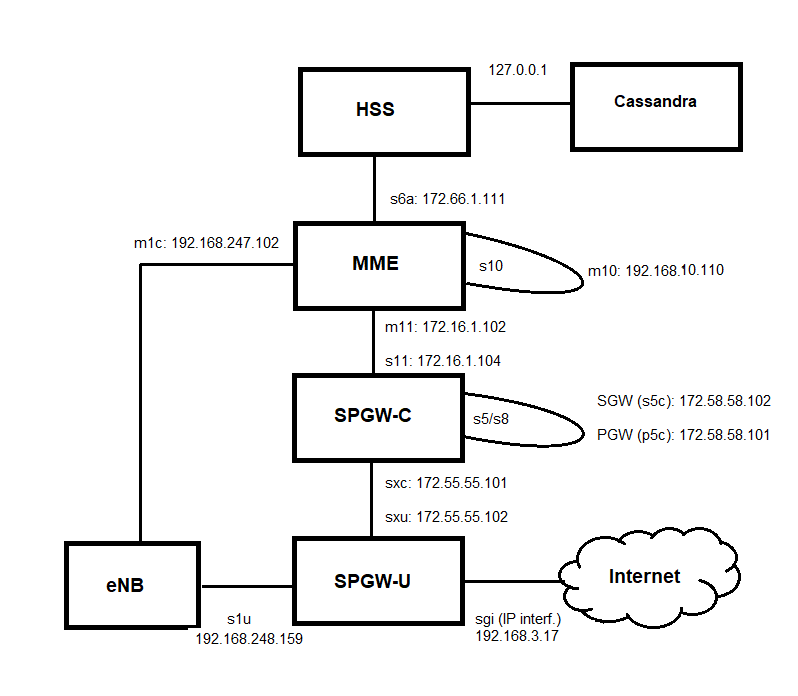 127.0.0.1
HSS
Cassandra
s6a: 172.66.1.111
m1c: 192.168.247.102
MME
s10
m10: 192.168.10.110
m11: 172.16.1.102
s11: 172.16.1.104
SPGW-C
s5/s8
SGW (s5c): 172.58.58.102
PGW (p5c): 172.58.58.101
sxc: 172.55.55.101
sxu: 172.55.55.102
eNB
SPGW-U
Internet
s1u
192.168.248.159
sgi (IP interf.)
192.168.3.17